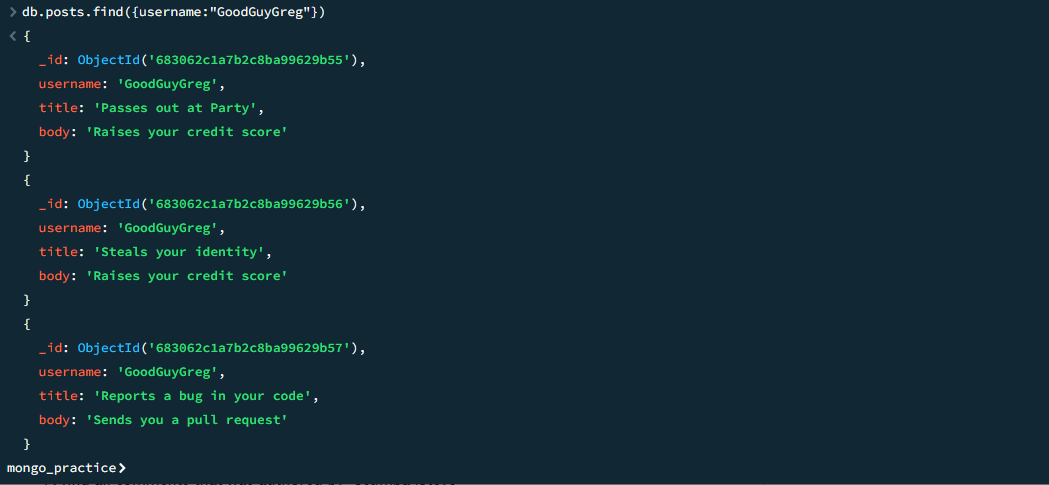 > db.posts.find({username:"GoodGuyGreg"})
< {
_id: ObjectId('683062c1a7b2c8ba99629b55'),
username: 'GoodGuyGreg',
title: 'Passes out at Party',
body: 'Raises your credit score'
}
{
_id: ObjectId('683062c1a7b2c8ba99629b56'),
username: 'GoodGuyGreg',
title: 'Steals your identity',
body: 'Raises your credit score'
}
{
_id: ObjectId('683062c1a7b2c8ba99629b57'),
username: 'GoodGuyGreg',
title: 'Reports a bug in your code',
body: 'Sends you a pull request'
}
mongo_practice>